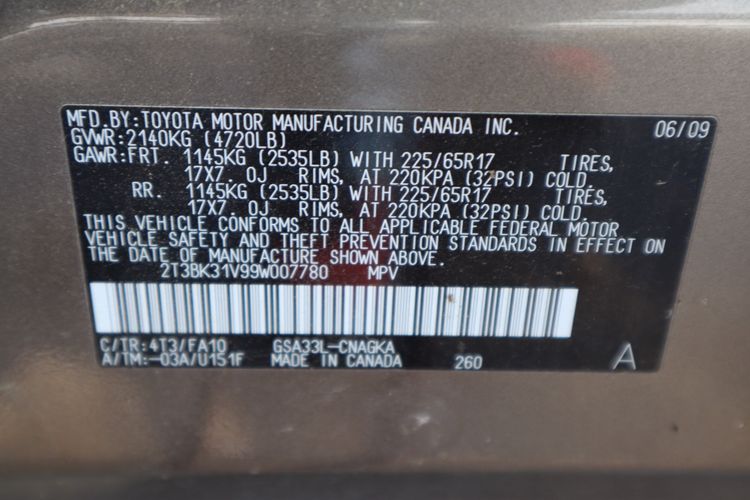 MFD.BY:TOYOTA MOTOR MANUFACTURING CANADA INC. 06/09
GVWR:2140KG (4720LB)
GAWR:FRT. 1145KG (2535LB) WITH 225/65R17 TIRES,
17X7. 0J RIMS, AT 220KPA (32PSI) COLD.
RR. 1145KG (2535LB) WITH 225/65R17 TIRES,
17X7. 0J RIMS, AT 220KPA (32PSI) COLD.
THIS VEHICLE CONFORMS TO ALL APPLICABLE FEDERAL MOTOR
VEHICLE SAFETY AND THEFT PREVENTION STANDARDS IN EFFECT ON
THE DATE OF MANUFACTURE SHOWN ABOVE.
2T3BK31V99W007780 MPV
C/TR:4T3/FA10 GSA33L-CNAGKA
A/TM:-03A/U151F MADE IN CANADA 260 A